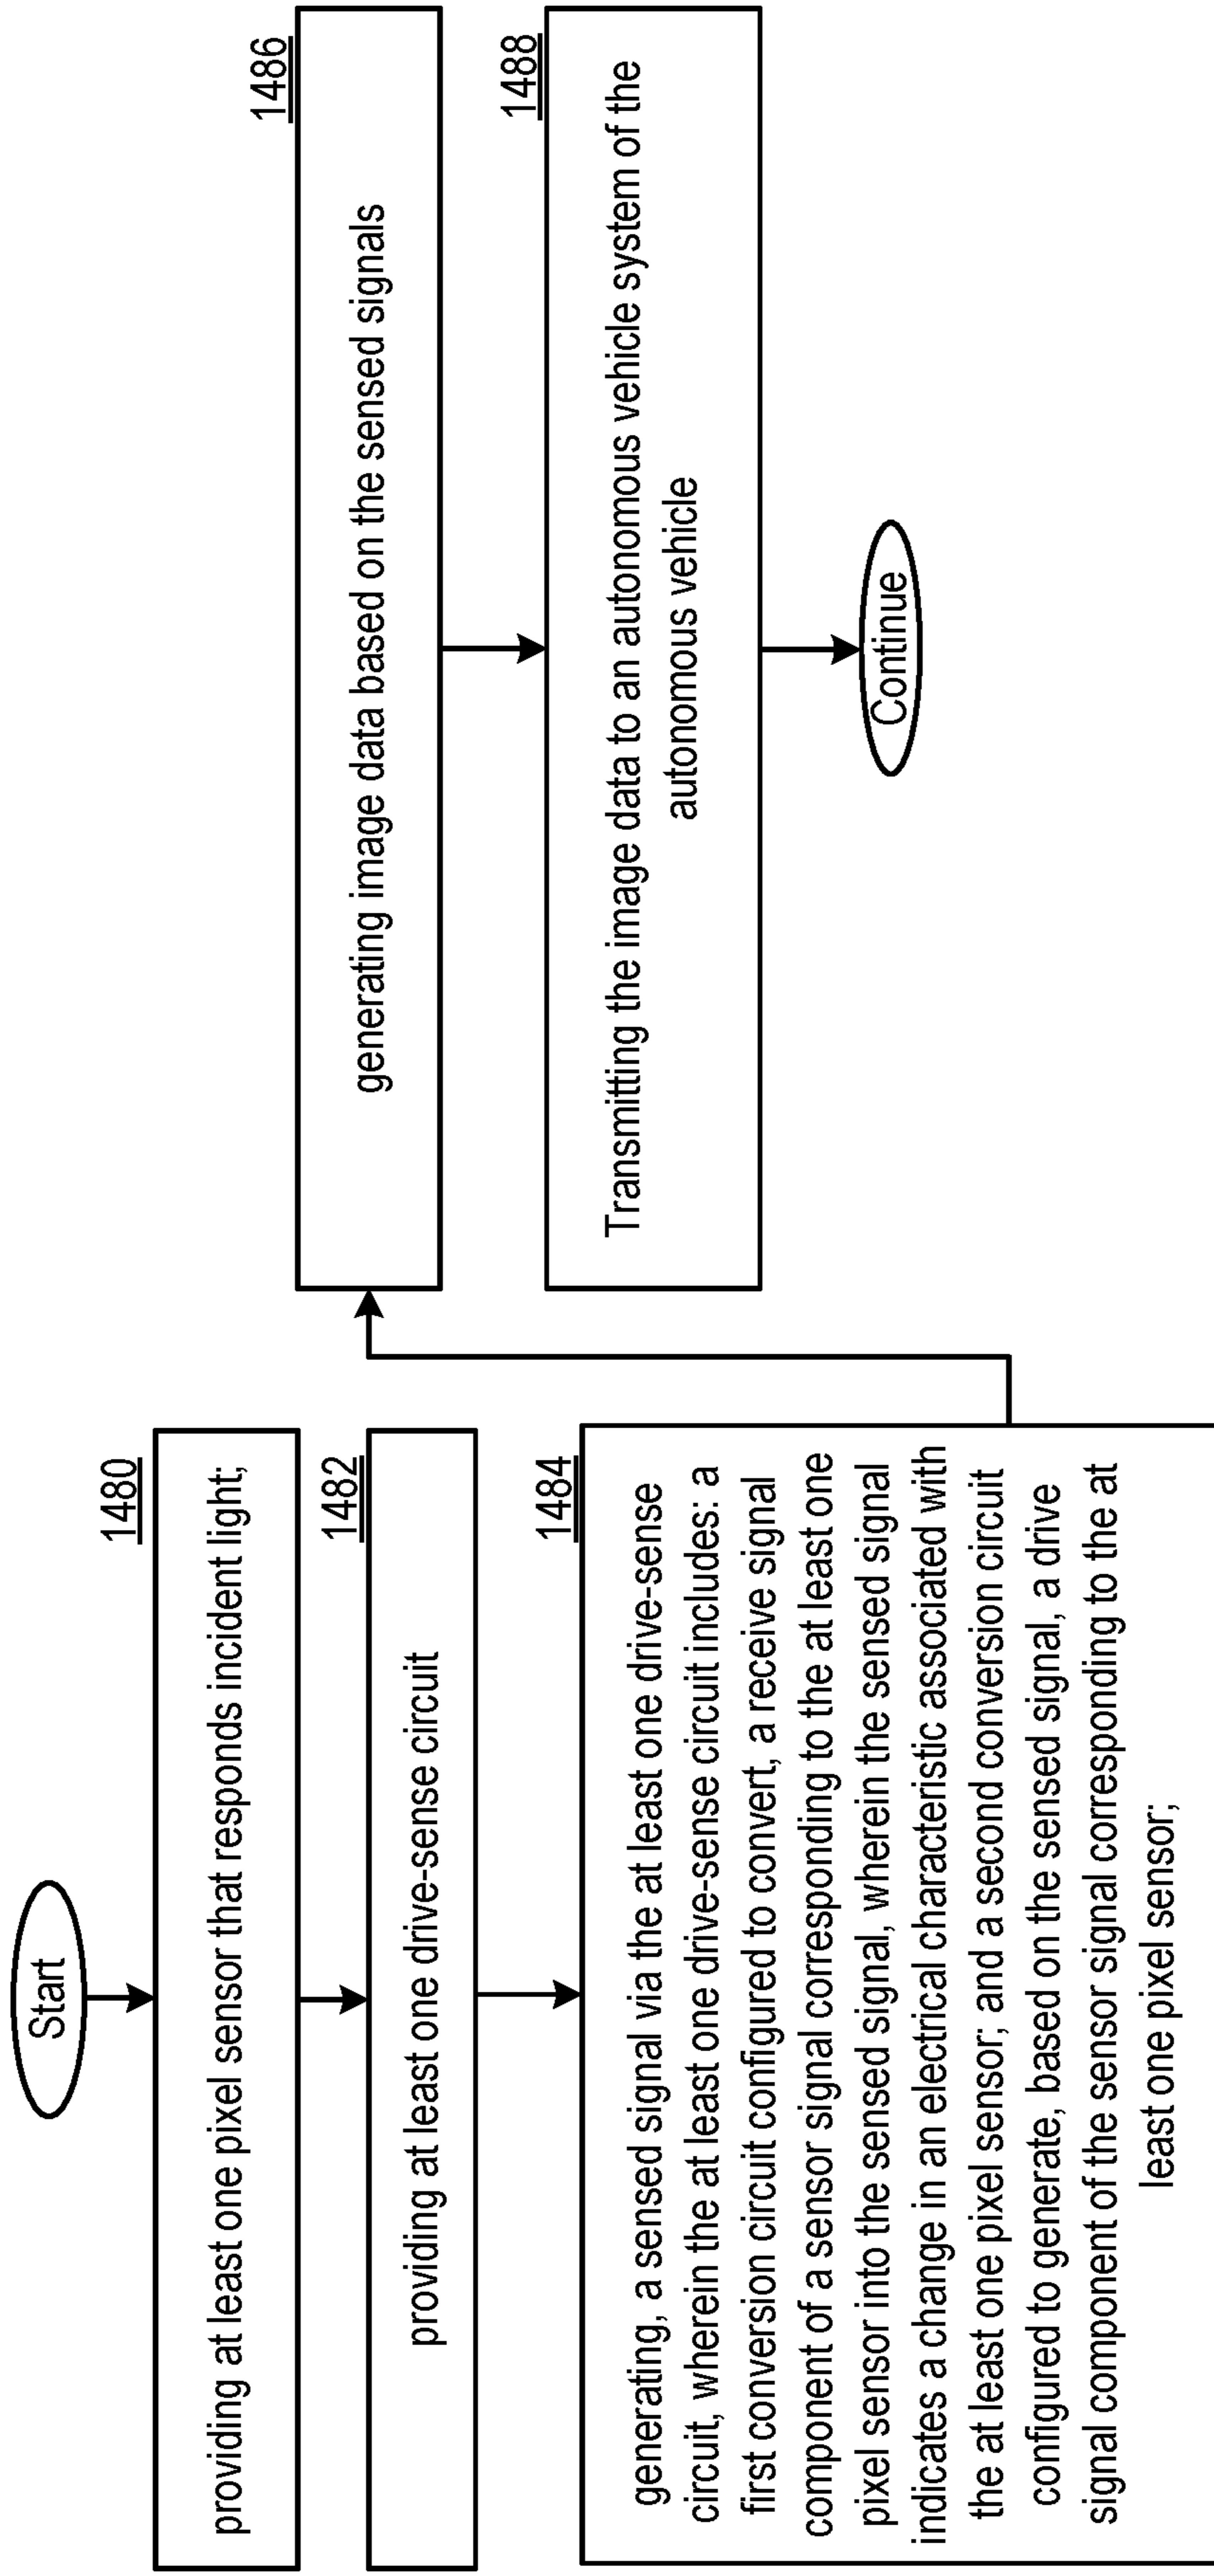 Start
1480
providing at least one pixel sensor that responds incident light;
1482
providing at least one drive-sense circuit
1484
generating, a sensed signal via the at least one drive-sense
circuit, wherein the at least one drive-sense circuit includes: a
first conversion circuit configured to convert, a receive signal
component of a sensor signal corresponding to the at least one
pixel sensor into the sensed signal, wherein the sensed signal
indicates a change in an electrical characteristic associated with
the at least one pixel sensor; and a second conversion circuit
configured to generate, based on the sensed signal, a drive
signal component of the sensor signal corresponding to the at
least one pixel sensor;
1486
generating image data based on the sensed signals
1488
Transmitting the image data to an autonomous vehicle system of the
autonomous vehicle
Continue